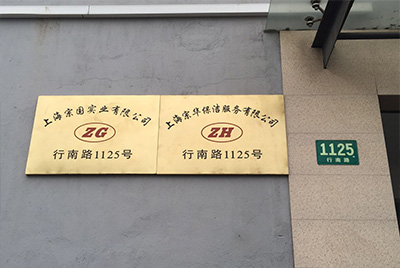 上海宗国实业有限公司
ZG
行南路1125号
上海宗华保洁服务有限公司
ZH
行南路1125号
1125
行南路